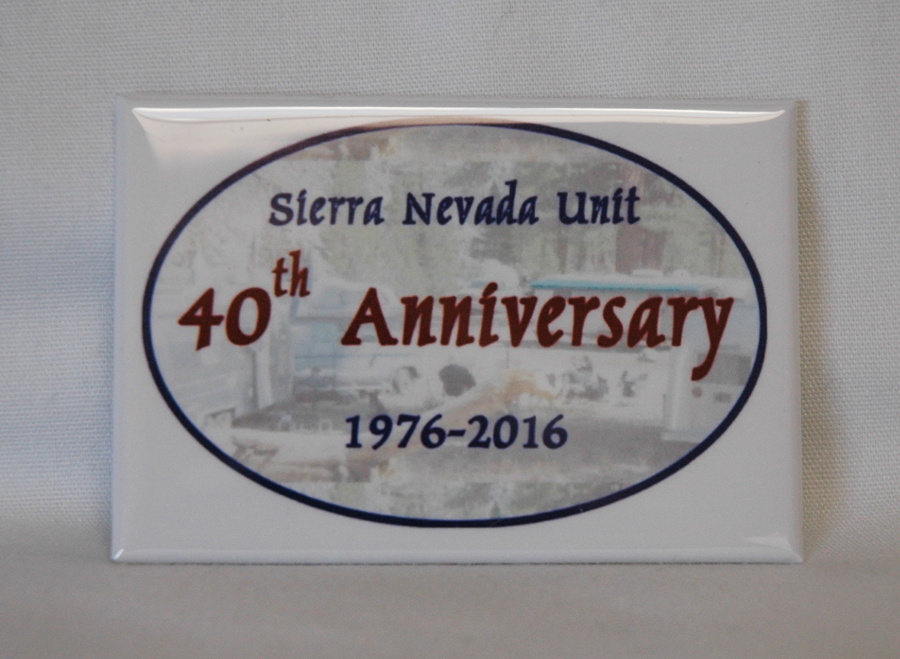 Sierra Nevada Unit
40th Anniversary
1976-2016